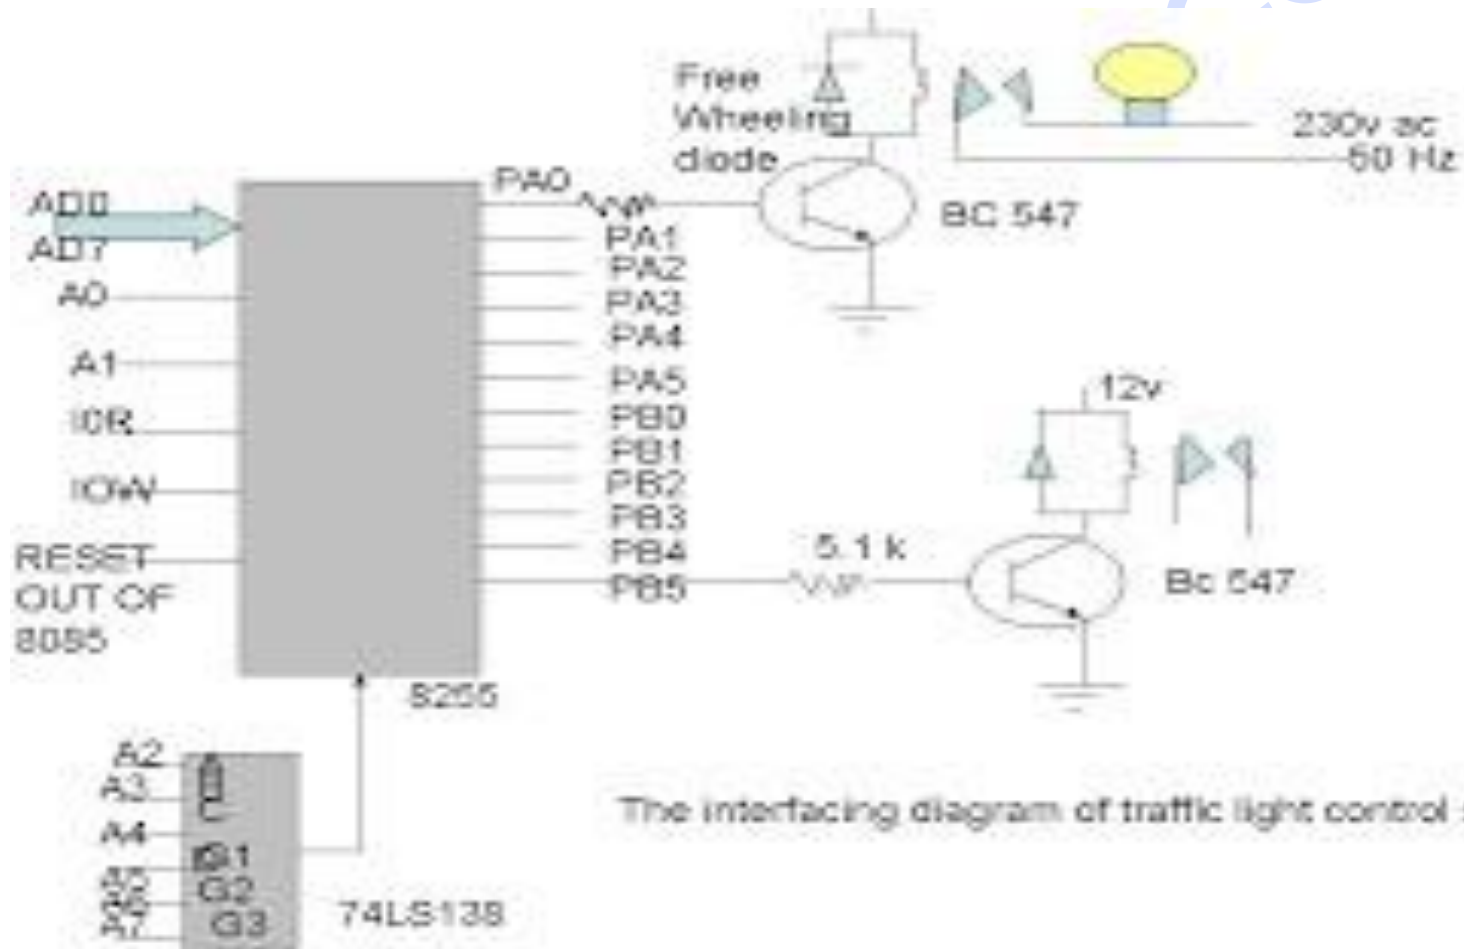 Free
Wheeling
diode
230v ac
50 Hz
BC 547
PA0
AD0
AD7
A0
A1
IOR
IOW
RESET
OUT OF
8085
PA1
PA2
PA3
PA4
PA5
PB0
PB1
PB2
PB3
PB4
PB5
12v
5.1 k
Bc 547
8255
A2
A3
A4
A5
A6
A7
G1
G2
G3
74LS138
The interfacing diagram of traffic light control